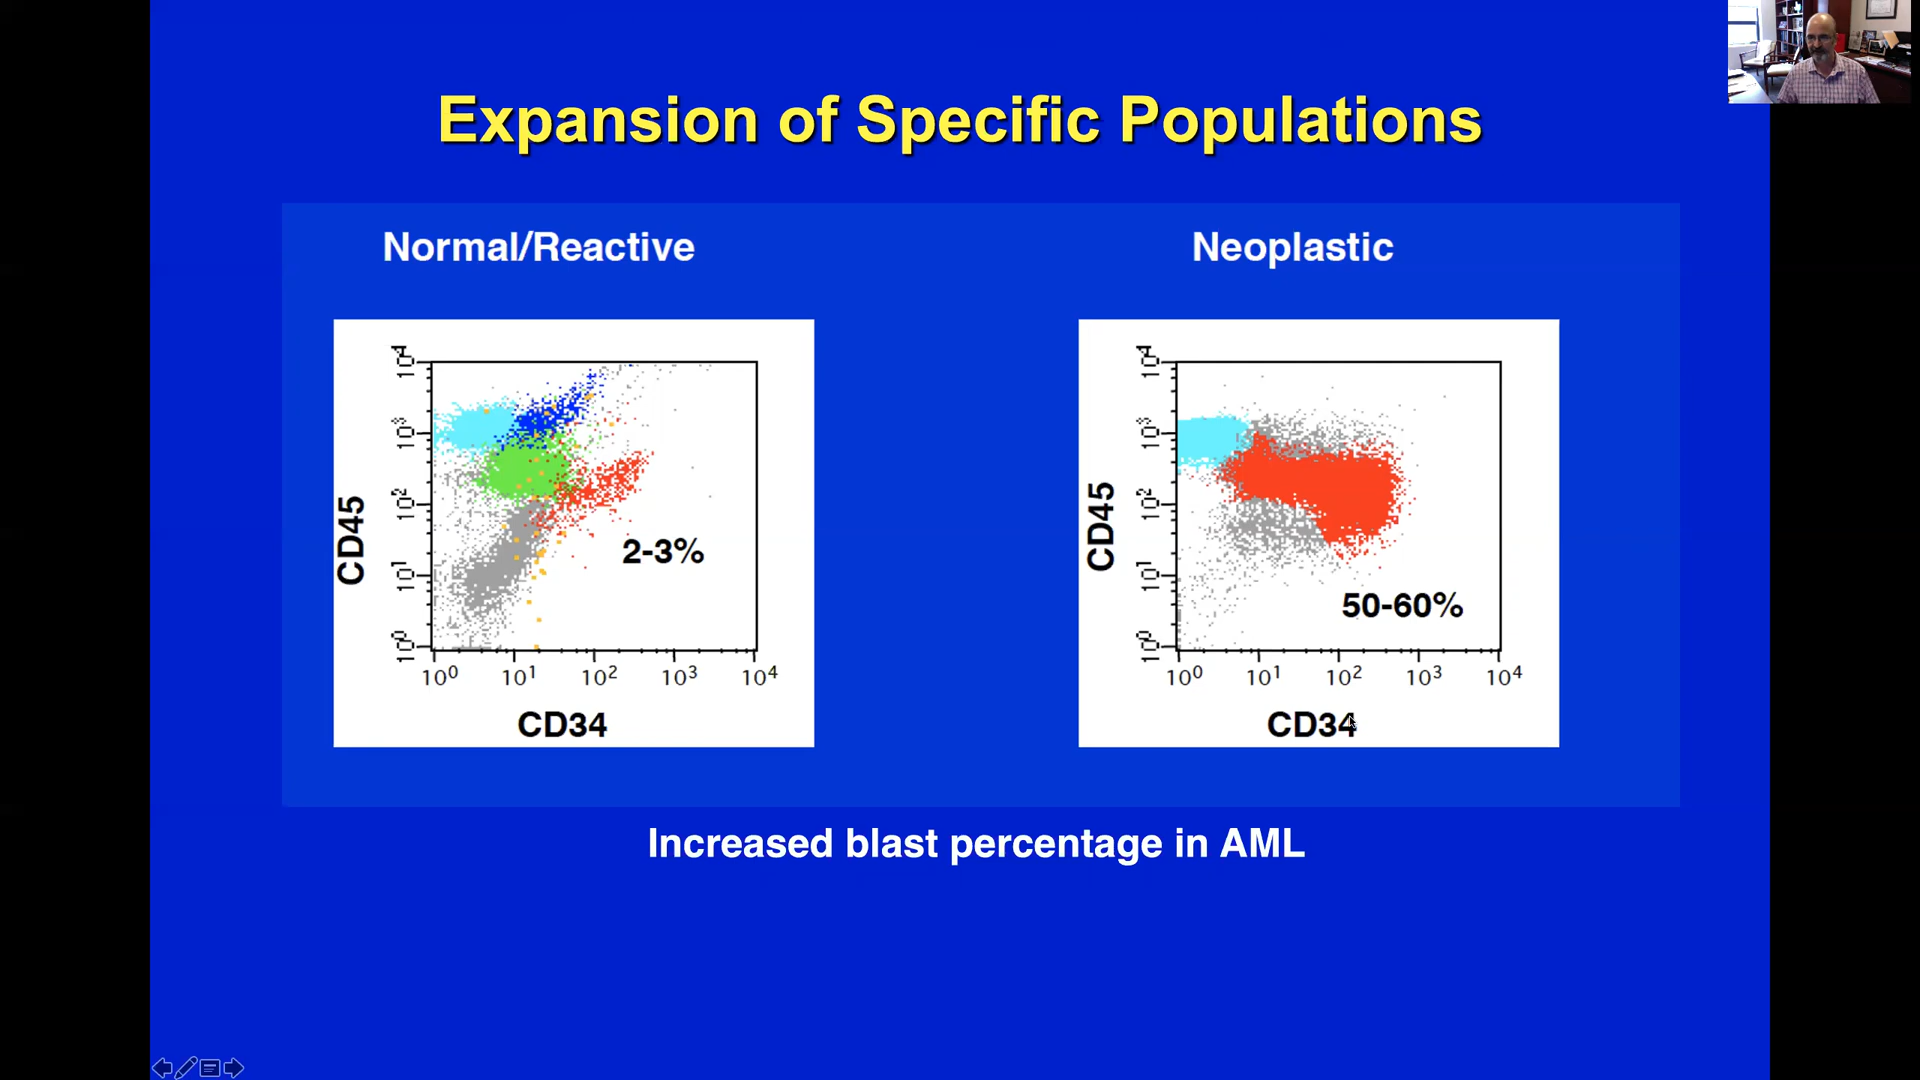 Expansion of Specific Populations
Normal/Reactive
Neoplastic
10⁴
10³
10²
10¹
10⁰
CD45
2-3%
10⁰ 10¹ 10² 10³ 10⁴
CD34
10⁴
10³
10²
10¹
10⁰
CD45
50-60%
10⁰ 10¹ 10² 10³ 10⁴
CD34
Increased blast percentage in AML